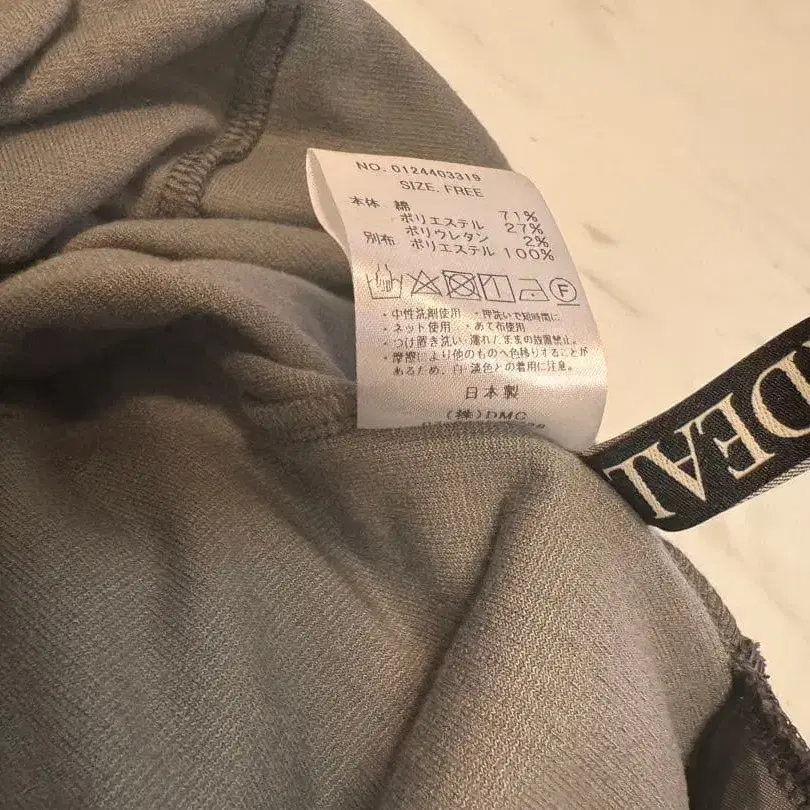 NO. 0124403319
SIZE. FREE
本体 綿 71%
ポリエステル 27%
ポリウレタン 2%
別布 ポリエステル 100%
F
・中性洗剤使用 ・押洗いで短時間に
・ネット使用 ・あて布使用
・つけ置き洗い・濡れたままの放置禁止。
・摩擦により他のものへ色移りすることが
あるため、白・淡色との着用に注意。
日本製
(株)DMC
DEAL